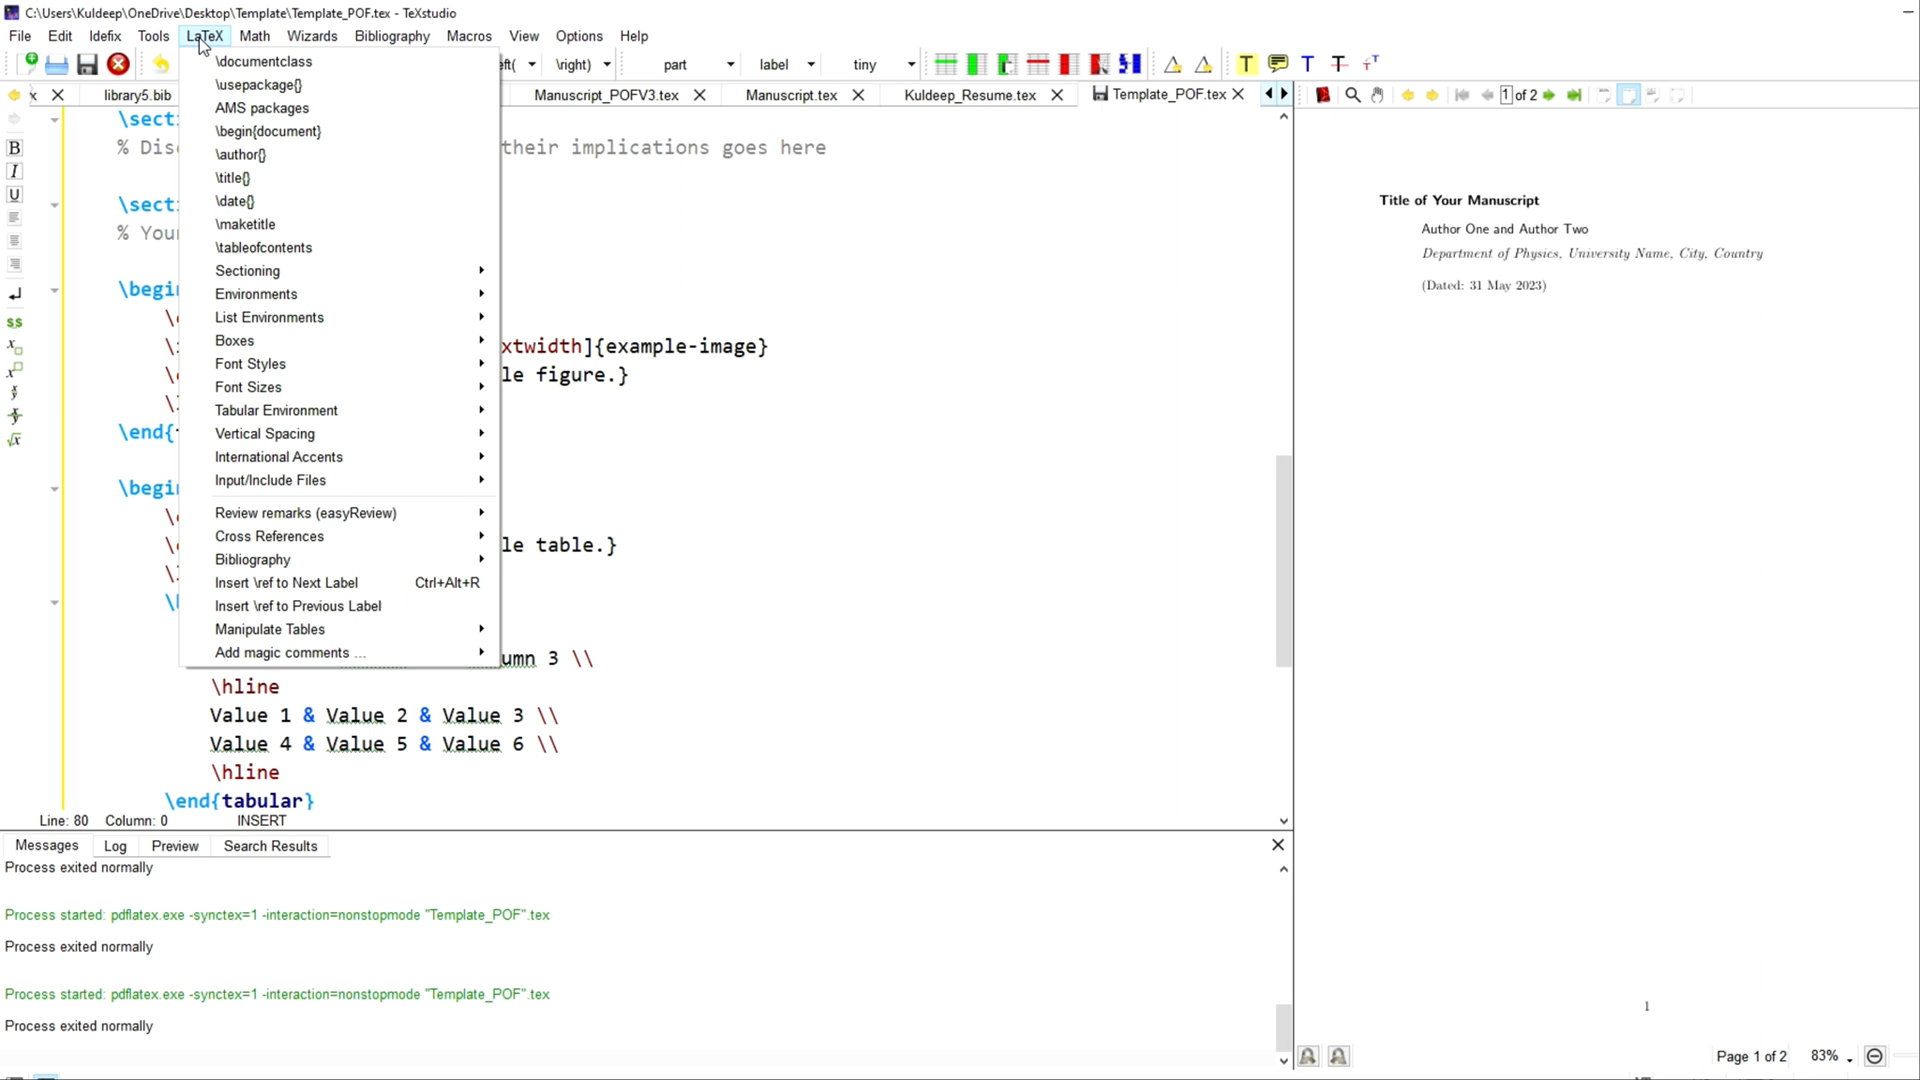 C:\Users\Kuldeep\OneDrive\Desktop\Template\Template_POF.tex - TeXstudio
File Edit Idefix Tools LaTeX Math Wizards Bibliography Macros View Options Help
eft( \right) part label tiny
x library5.bib Manuscript_POFV3.tex Manuscript.tex Kuldeep_Resume.tex Template_POF.tex 1 of 2
\documentclass
\usepackage{}
AMS packages
\begin{document}
\author{}
\title{}
\date{}
\maketitle
\tableofcontents
Sectioning
Environments
List Environments
Boxes
Font Styles
Font Sizes
Tabular Environment
Vertical Spacing
International Accents
Input/Include Files
Review remarks (easyReview)
Cross References
Bibliography
Insert \ref to Next Label Ctrl+Alt+R
Insert \ref to Previous Label
Manipulate Tables
Add magic comments ...
\sect
% Dis their implications goes here
\sect
% You
\begi
xtwidth]{example-image}
le figure.}
\end{
\begi
le table.}
umn 3 \\
\hline
Value 1 & Value 2 & Value 3 \\
Value 4 & Value 5 & Value 6 \\
\hline
\end{tabular}
Line: 80 Column: 0 INSERT
Messages Log Preview Search Results
Process exited normally
Process started: pdflatex.exe -synctex=1 -interaction=nonstopmode "Template_POF".tex
Process exited normally
Process started: pdflatex.exe -synctex=1 -interaction=nonstopmode "Template_POF".tex
Process exited normally
Title of Your Manuscript
Author One and Author Two
Department of Physics, University Name, City, Country
(Dated: 31 May 2023)
1
Page 1 of 2 83%